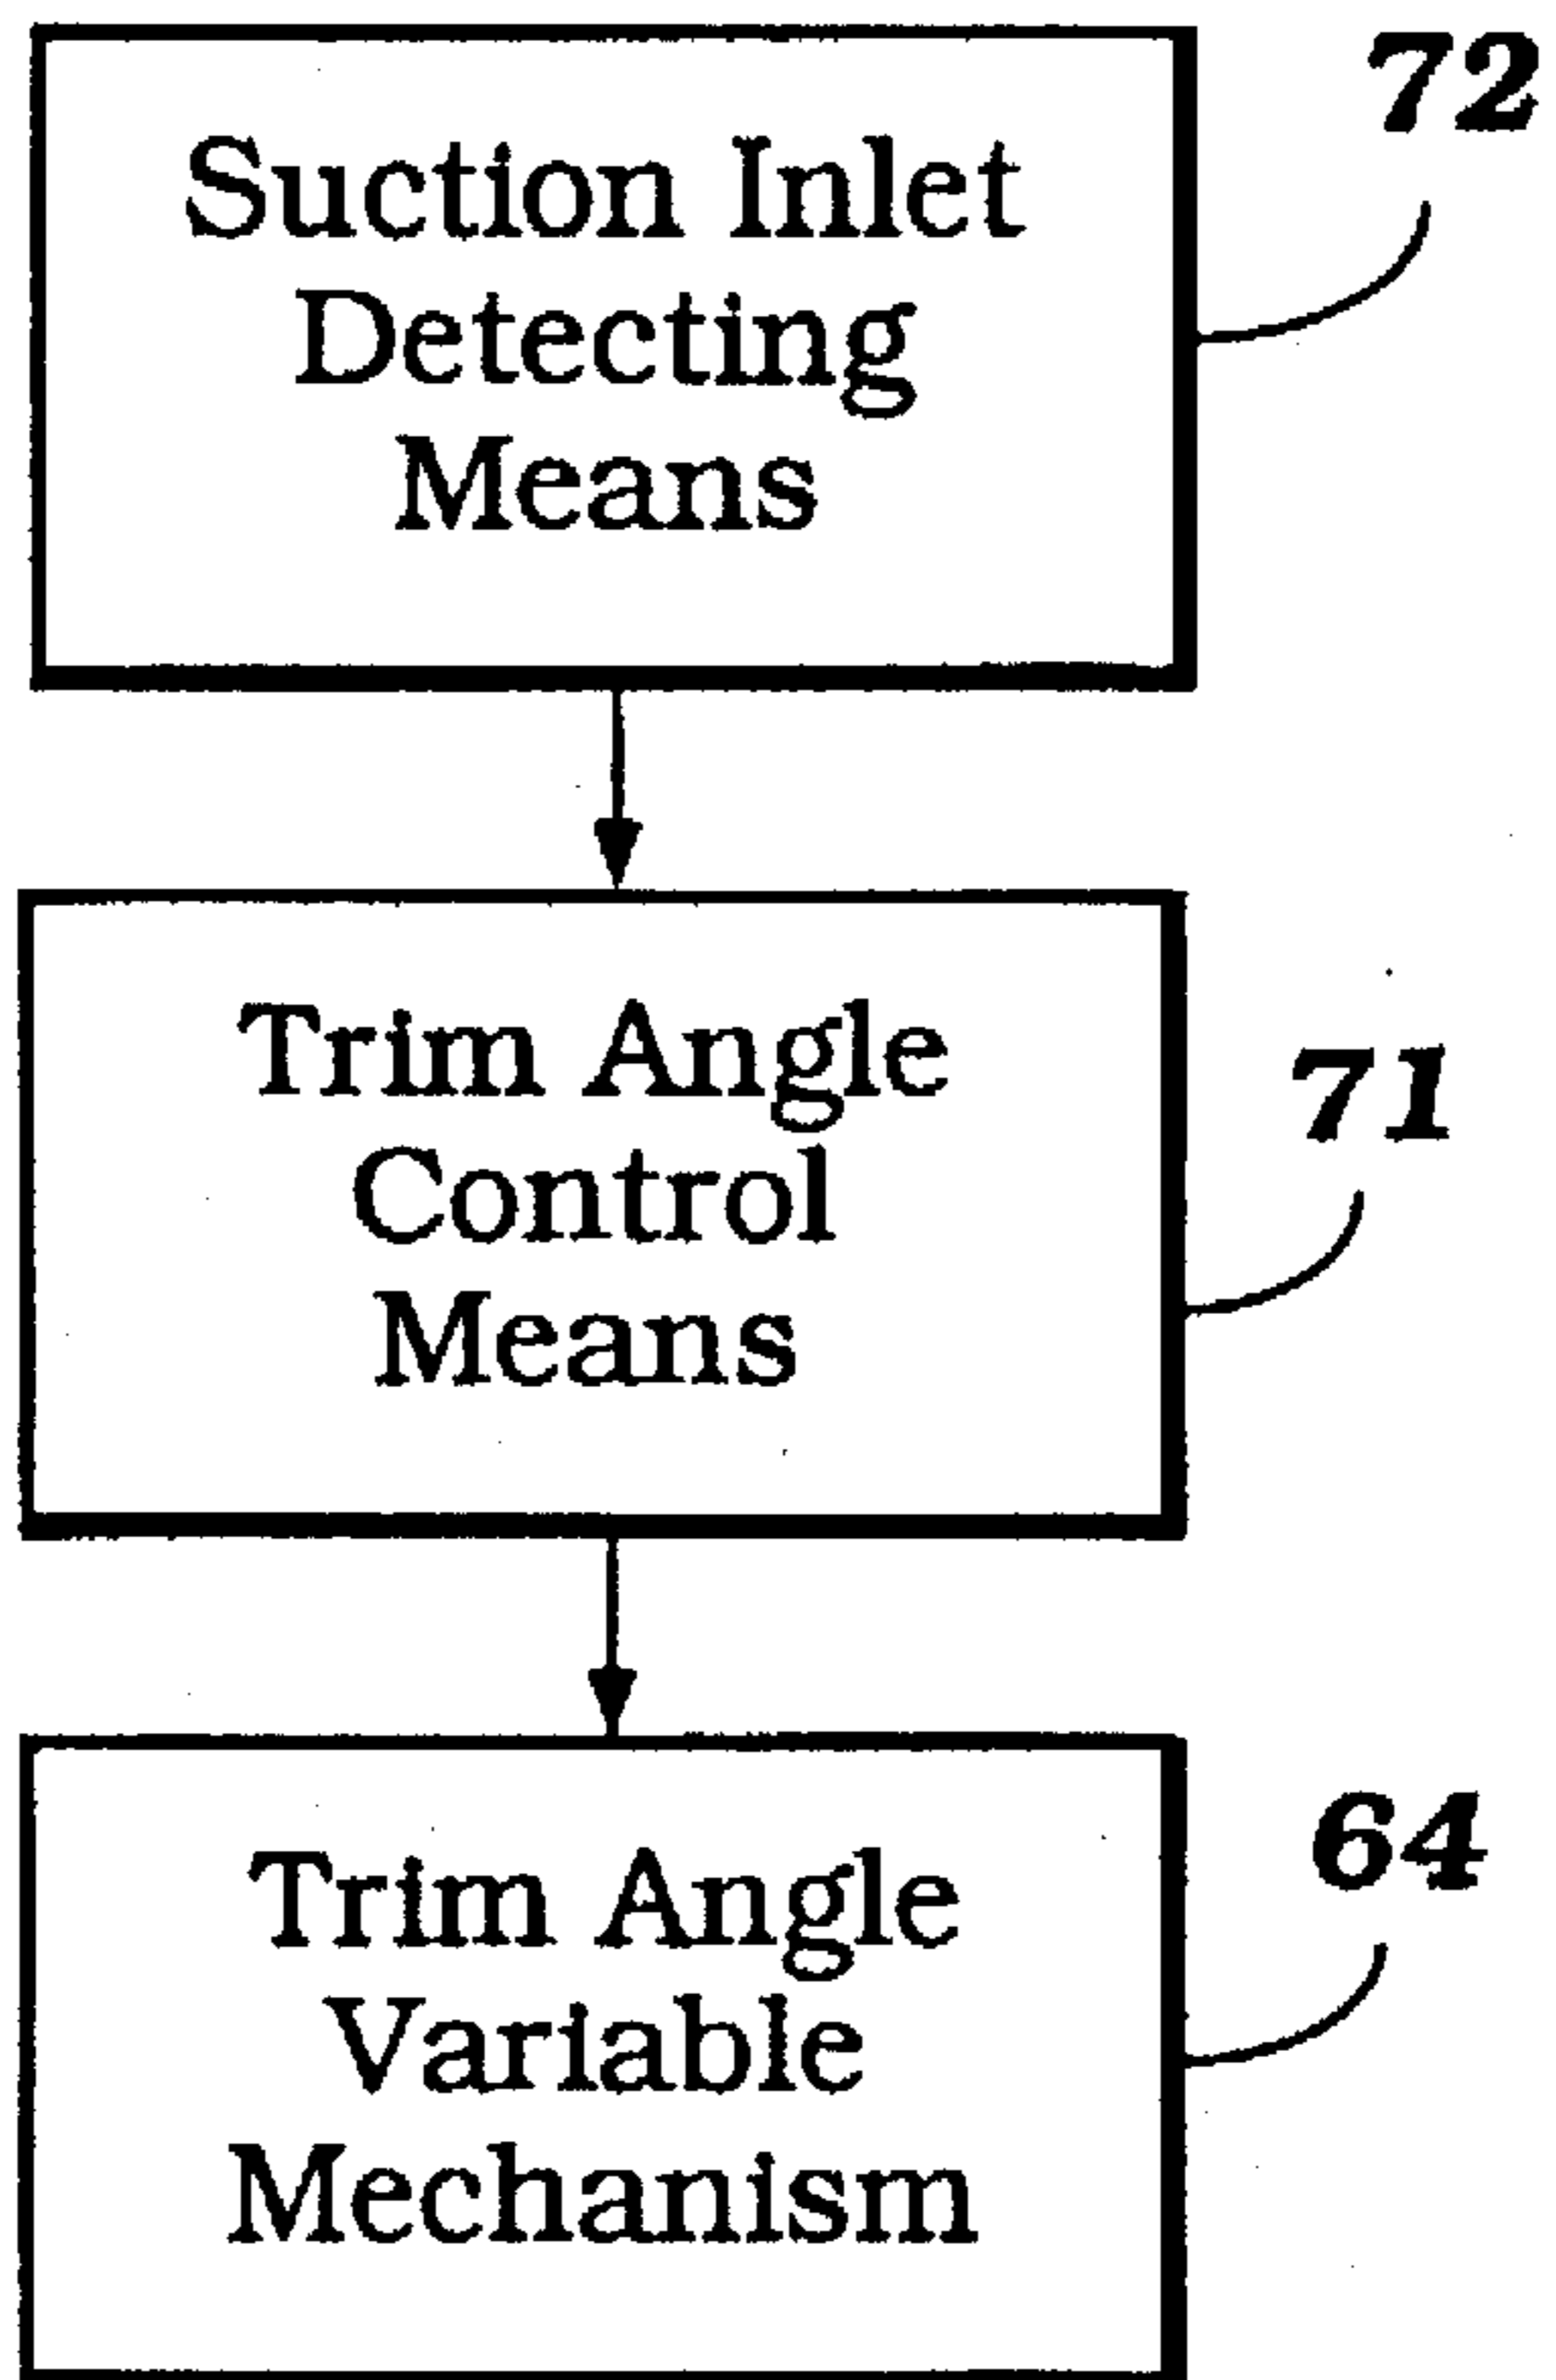 72
Suction Inlet
Detecting
Means
71
Trim Angle
Control
Means
64
Trim Angle
Variable
Mechanism